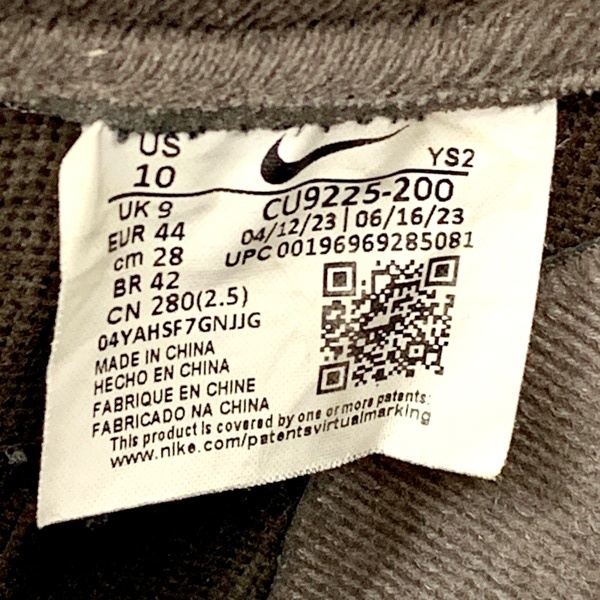 US
10
YS2
UK 9
EUR 44
cm 28
BR 42
CN 280(2.5)
CU9225-200
04/12/23 | 06/16/23
UPC 00196969285081
04YAHSF7GNJJG
MADE IN CHINA
HECHO EN CHINA
FABRIQUE EN CHINE
FABRICADO NA CHINA
This product is covered by one or more patents:
www.nike.com/patentsvirtualmarking